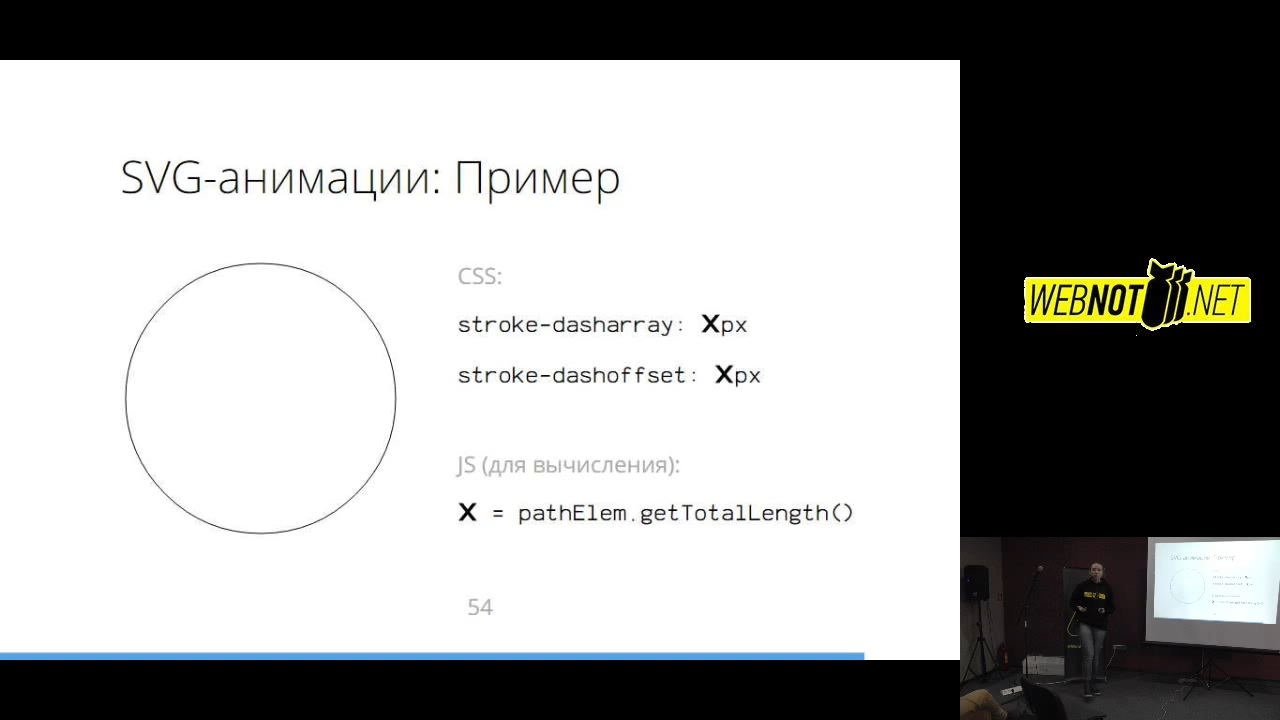 SVG-анимации: Пример
CSS:
stroke-dasharray: Xpx
stroke-dashoffset: Xpx
JS (для вычисления):
X = pathElem.getTotalLength()
54
WEBNOT.NET